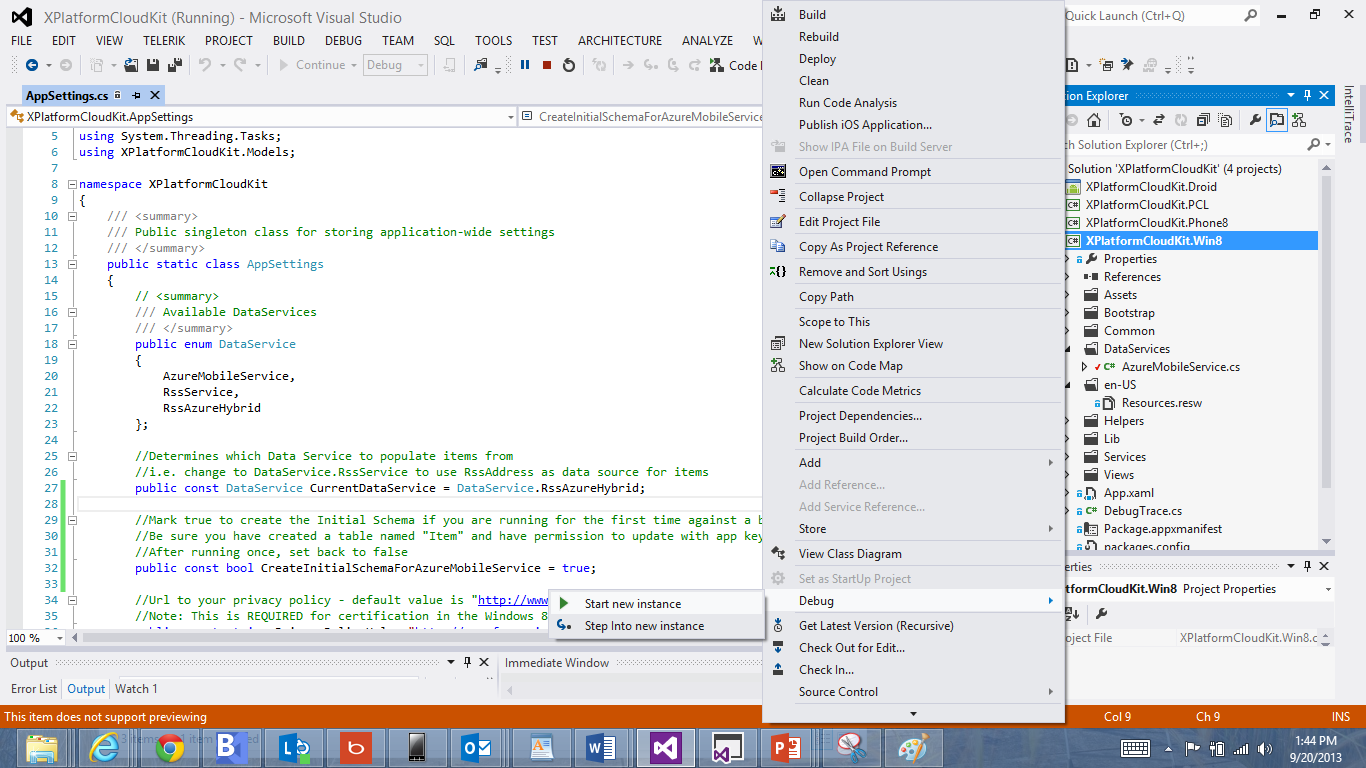 XPlatformCloudKit (Running) - Microsoft Visual Studio
Quick Launch (Ctrl+Q)
FILE EDIT VIEW TELERIK PROJECT BUILD DEBUG TEAM SQL TOOLS TEST ARCHITECTURE ANALYZE W
Continue Debug Code
AppSettings.cs
XPlatformCloudKit.AppSettings CreateInitialSchemaForAzureMobileService
5 using System.Threading.Tasks;
6 using XPlatformCloudKit.Models;
7
8 namespace XPlatformCloudKit
9 {
10 /// <summary>
11 /// Public singleton class for storing application-wide settings
12 /// </summary>
13 public static class AppSettings
14 {
15 // <summary>
16 /// Available DataServices
17 /// </summary>
18 public enum DataService
19 {
20 AzureMobileService,
21 RssService,
22 RssAzureHybrid
23 };
24
25 //Determines which Data Service to populate items from
26 //i.e. change to DataService.RssService to use RssAddress as data source for items
27 public const DataService CurrentDataService = DataService.RssAzureHybrid;
28
29 //Mark true to create the Initial Schema if you are running for the first time against a b
30 //Be sure you have created a table named "Item" and have permission to update with app key
31 //After running once, set back to false
32 public const bool CreateInitialSchemaForAzureMobileService = true;
33
34 //Url to your privacy policy - default value is "http://www
35 //Note: This is REQUIRED for certification in the Windows 8
100 %
Build
Rebuild
Deploy
Clean
Run Code Analysis
Publish iOS Application...
Show IPA File on Build Server
Open Command Prompt
Collapse Project
Edit Project File
Copy As Project Reference
Remove and Sort Usings
Copy Path
Scope to This
New Solution Explorer View
Show on Code Map
Calculate Code Metrics
Project Dependencies...
Project Build Order...
Add
Add Reference...
Add Service Reference...
Store
View Class Diagram
Set as StartUp Project
Debug
Get Latest Version (Recursive)
Check Out for Edit...
Check In...
Source Control
Start new instance
Step Into new instance
tion Explorer
ch Solution Explorer (Ctrl+;)
Solution 'XPlatformCloudKit' (4 projects)
XPlatformCloudKit.Droid
XPlatformCloudKit.PCL
XPlatformCloudKit.Phone8
XPlatformCloudKit.Win8
Properties
References
Assets
Bootstrap
Common
DataServices
AzureMobileService.cs
en-US
Resources.resw
Helpers
Lib
Services
Views
App.xaml
DebugTrace.cs
Package.appxmanifest
packages.config
IntelliTrace
erties
tformCloudKit.Win8 Project Properties
oject File XPlatformCloudKit.Win8.c
Output Immediate Window
Error List Output Watch 1
This item does not support previewing Col 9 Ch 9 INS
1:44 PM
9/20/2013